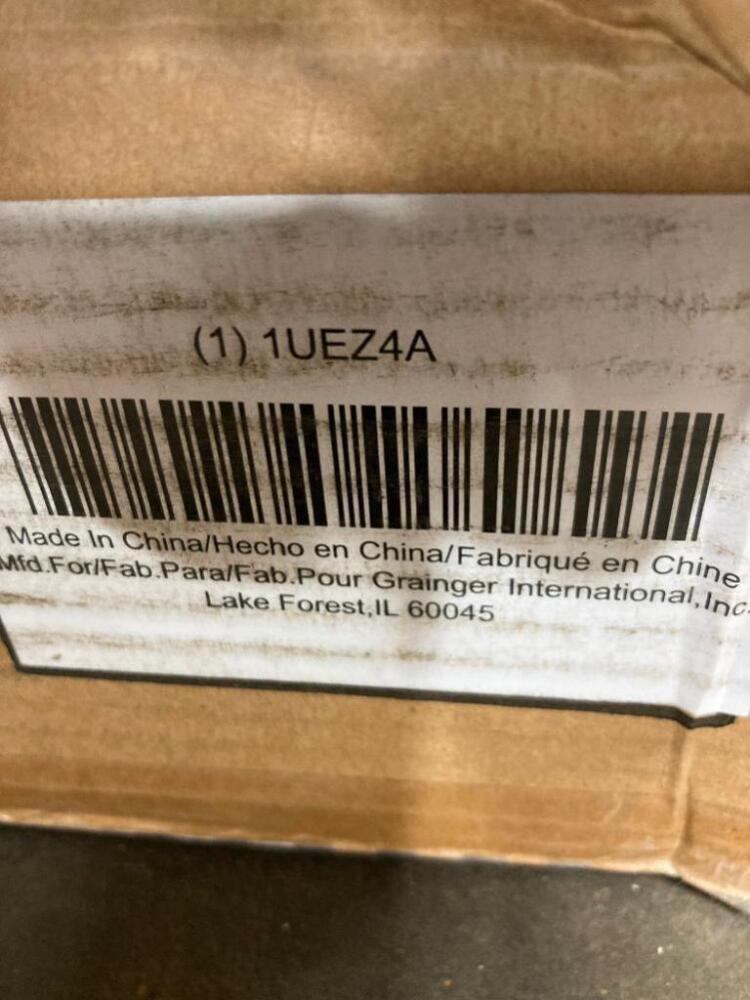 (1) 1UEZ4A
Made In China/Hecho en China/Fabriqué en Chine
Mfd.For/Fab.Para/Fab.Pour Grainger International,Inc.
Lake Forest,IL 60045